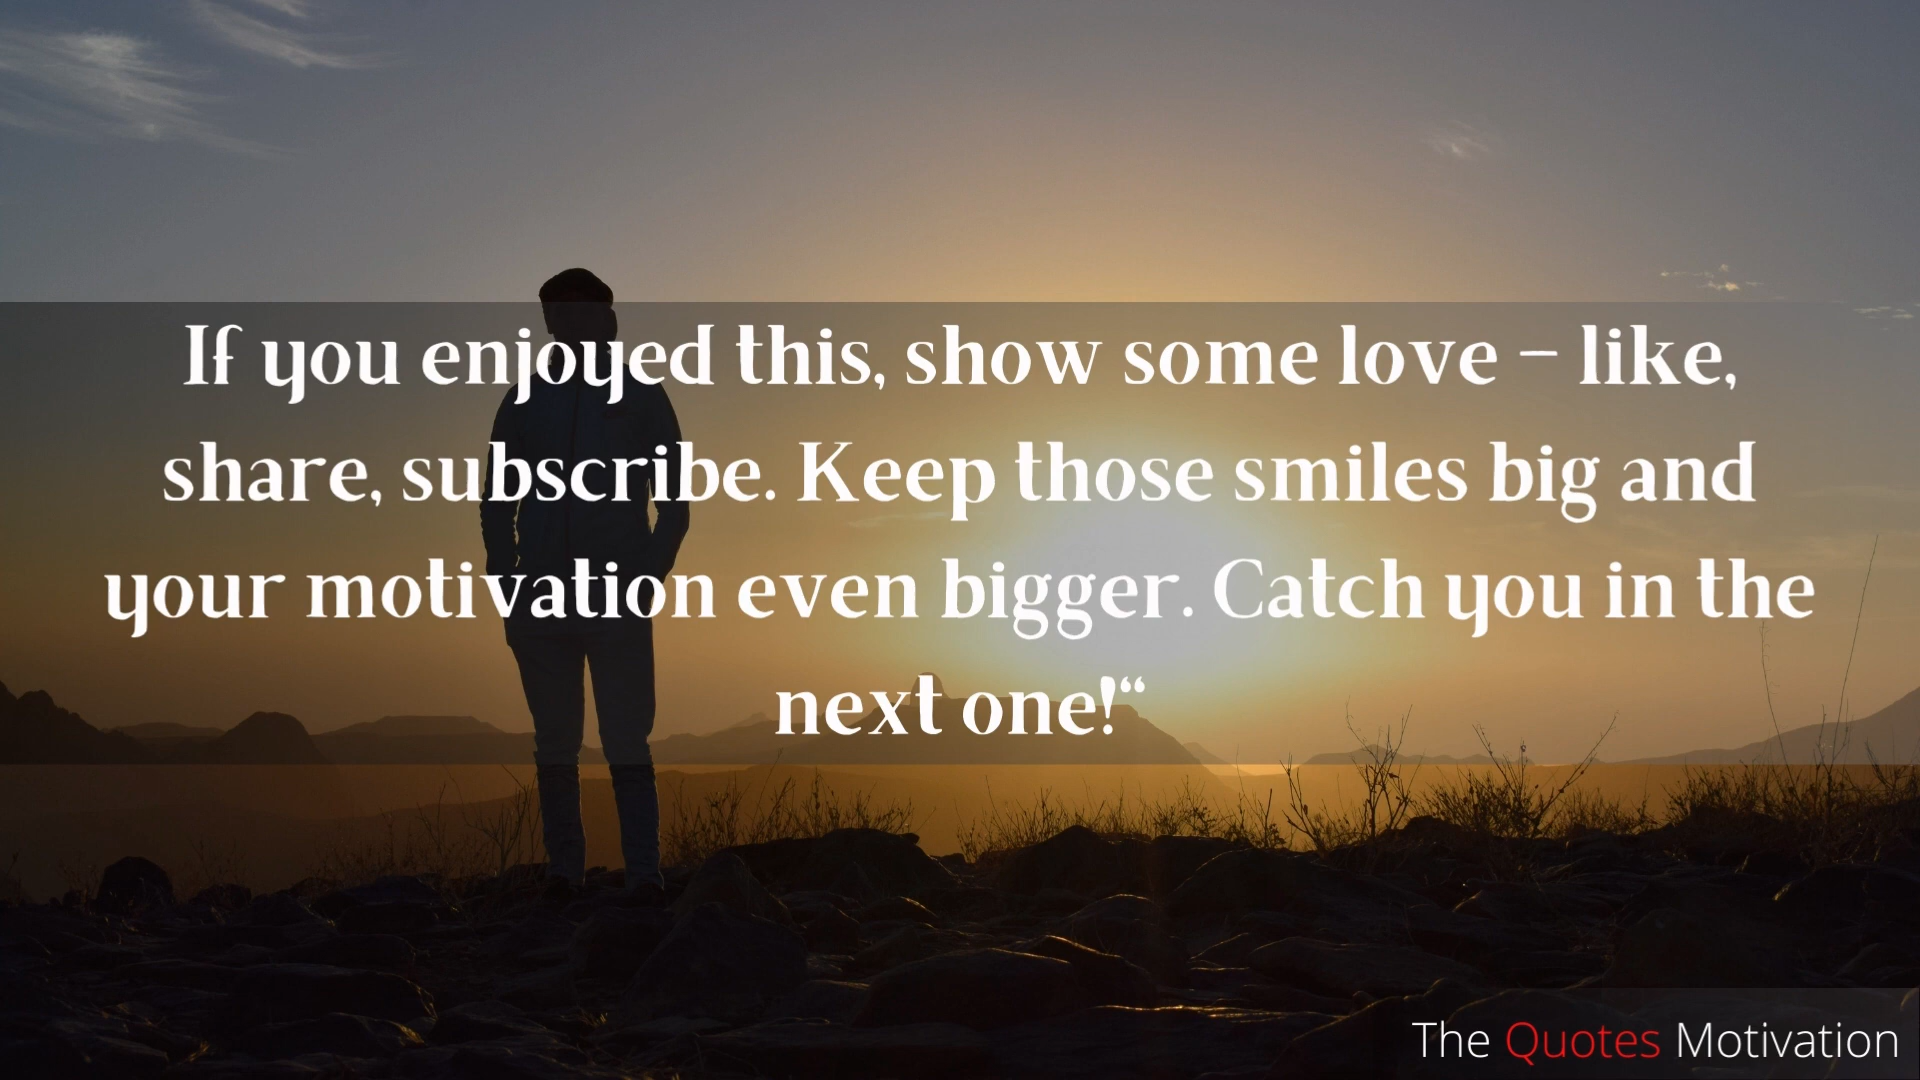 If you enjoyed this, show some love – like,
share, subscribe. Keep those smiles big and
your motivation even bigger. Catch you in the
next one!“
The Quotes Motivation